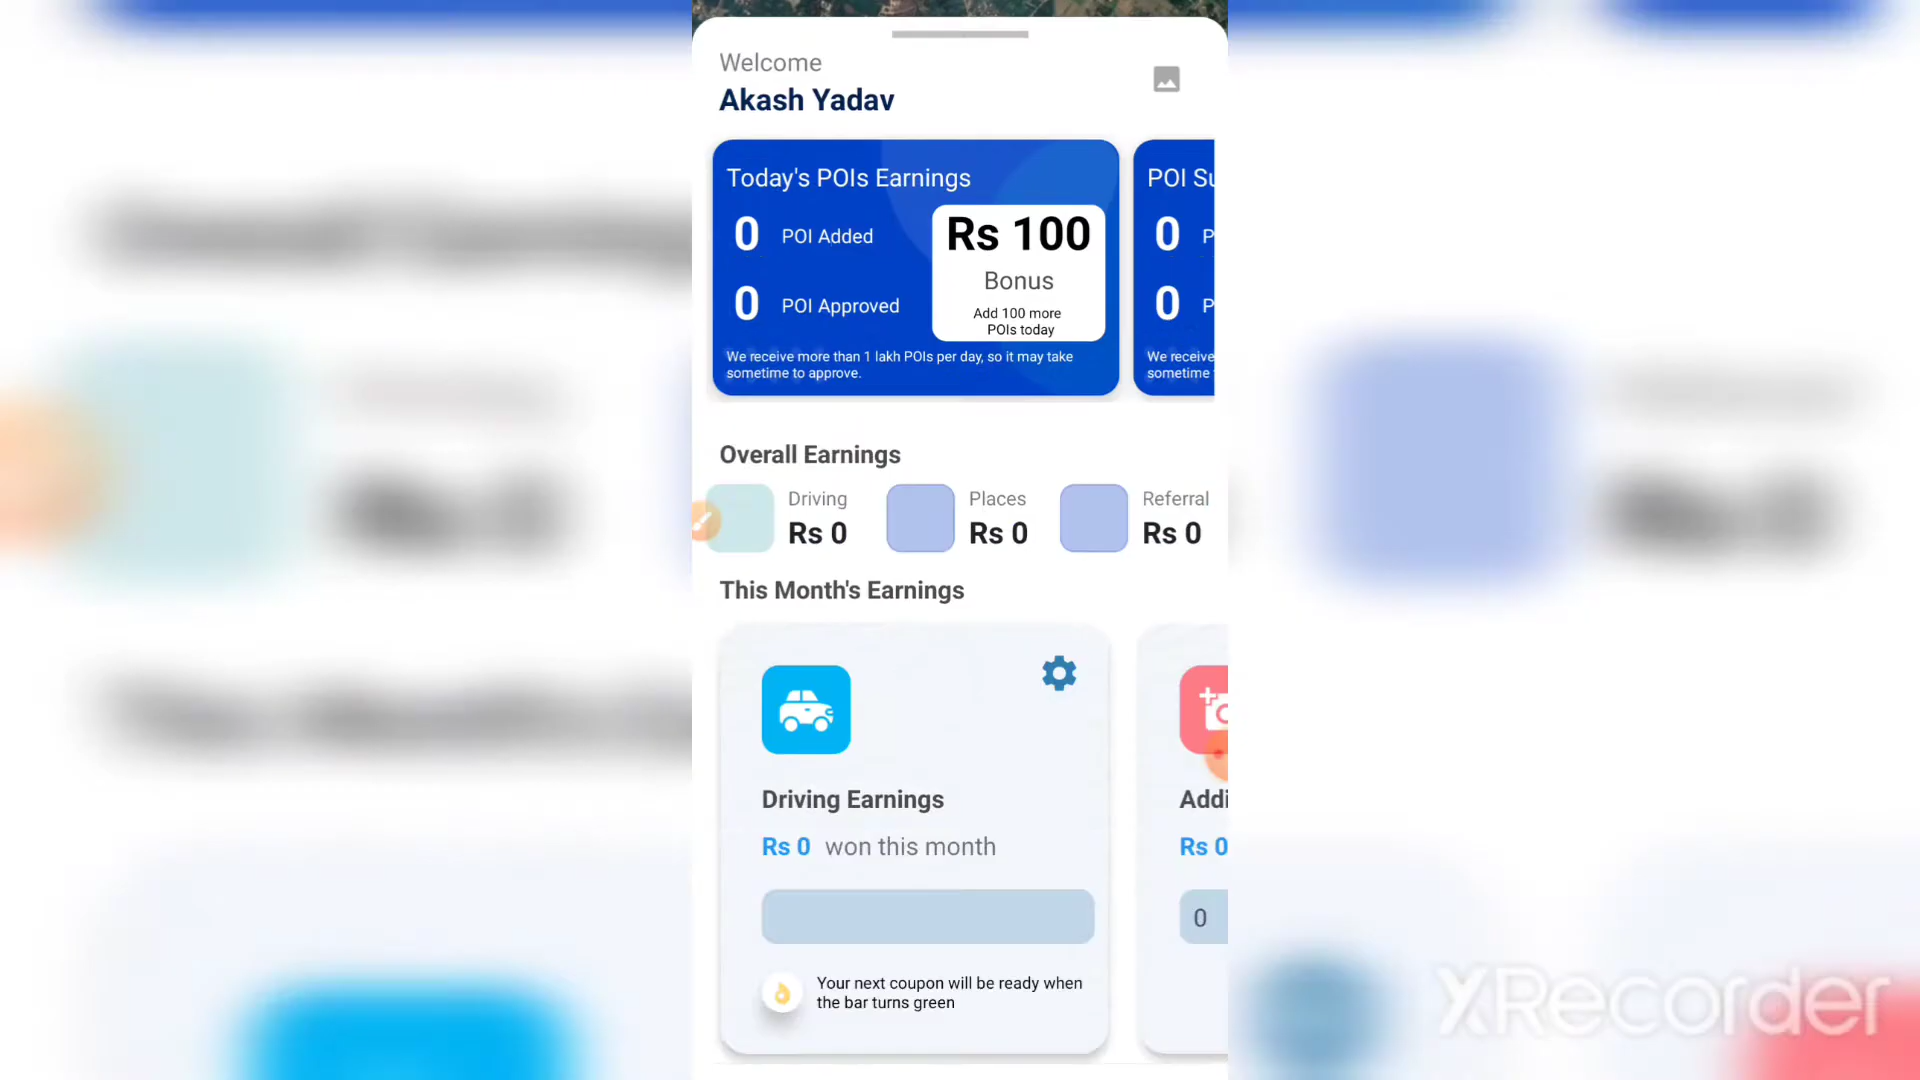 Welcome
Akash Yadav
Today's POIs Earnings
0 POI Added
0 POI Approved
Rs 100
Bonus
Add 100 more
POIs today
We receive more than 1 lakh POIs per day, so it may take
sometime to approve.
POI Su
0 P
0 P
We receive
sometime
Overall Earnings
Driving
Rs 0
Places
Rs 0
Referral
Rs 0
This Month's Earnings
Driving Earnings
Rs 0 won this month
Your next coupon will be ready when
the bar turns green
Addi
Rs 0
0
XRecorder